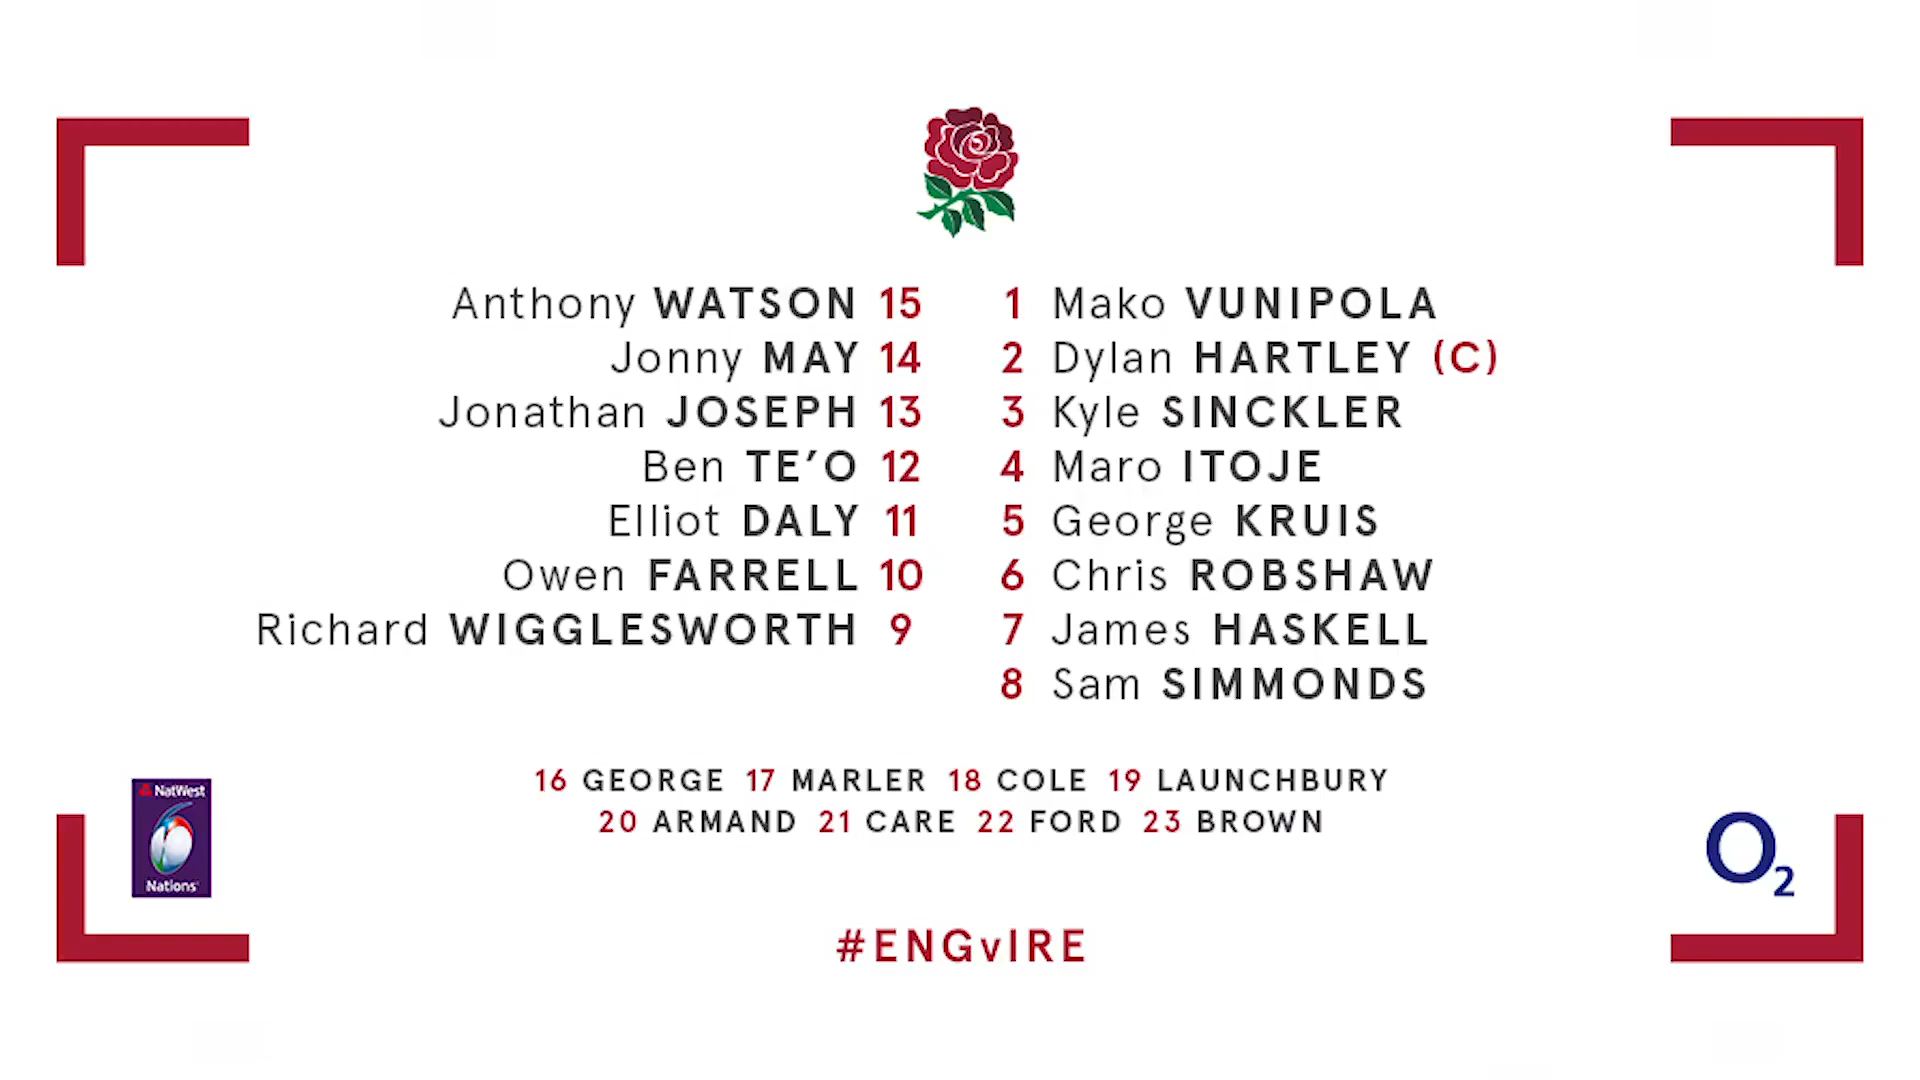 Anthony WATSON 15
Jonny MAY 14
Jonathan JOSEPH 13
Ben TE’O 12
Elliot DALY 11
Owen FARRELL 10
Richard WIGGLESWORTH 9
1 Mako VUNIPOLA
2 Dylan HARTLEY (C)
3 Kyle SINCKLER
4 Maro ITOJE
5 George KRUIS
6 Chris ROBSHAW
7 James HASKELL
8 Sam SIMMONDS
16 GEORGE 17 MARLER 18 COLE 19 LAUNCHBURY
20 ARMAND 21 CARE 22 FORD 23 BROWN
NatWest
6
Nations
O2
#ENGvIRE